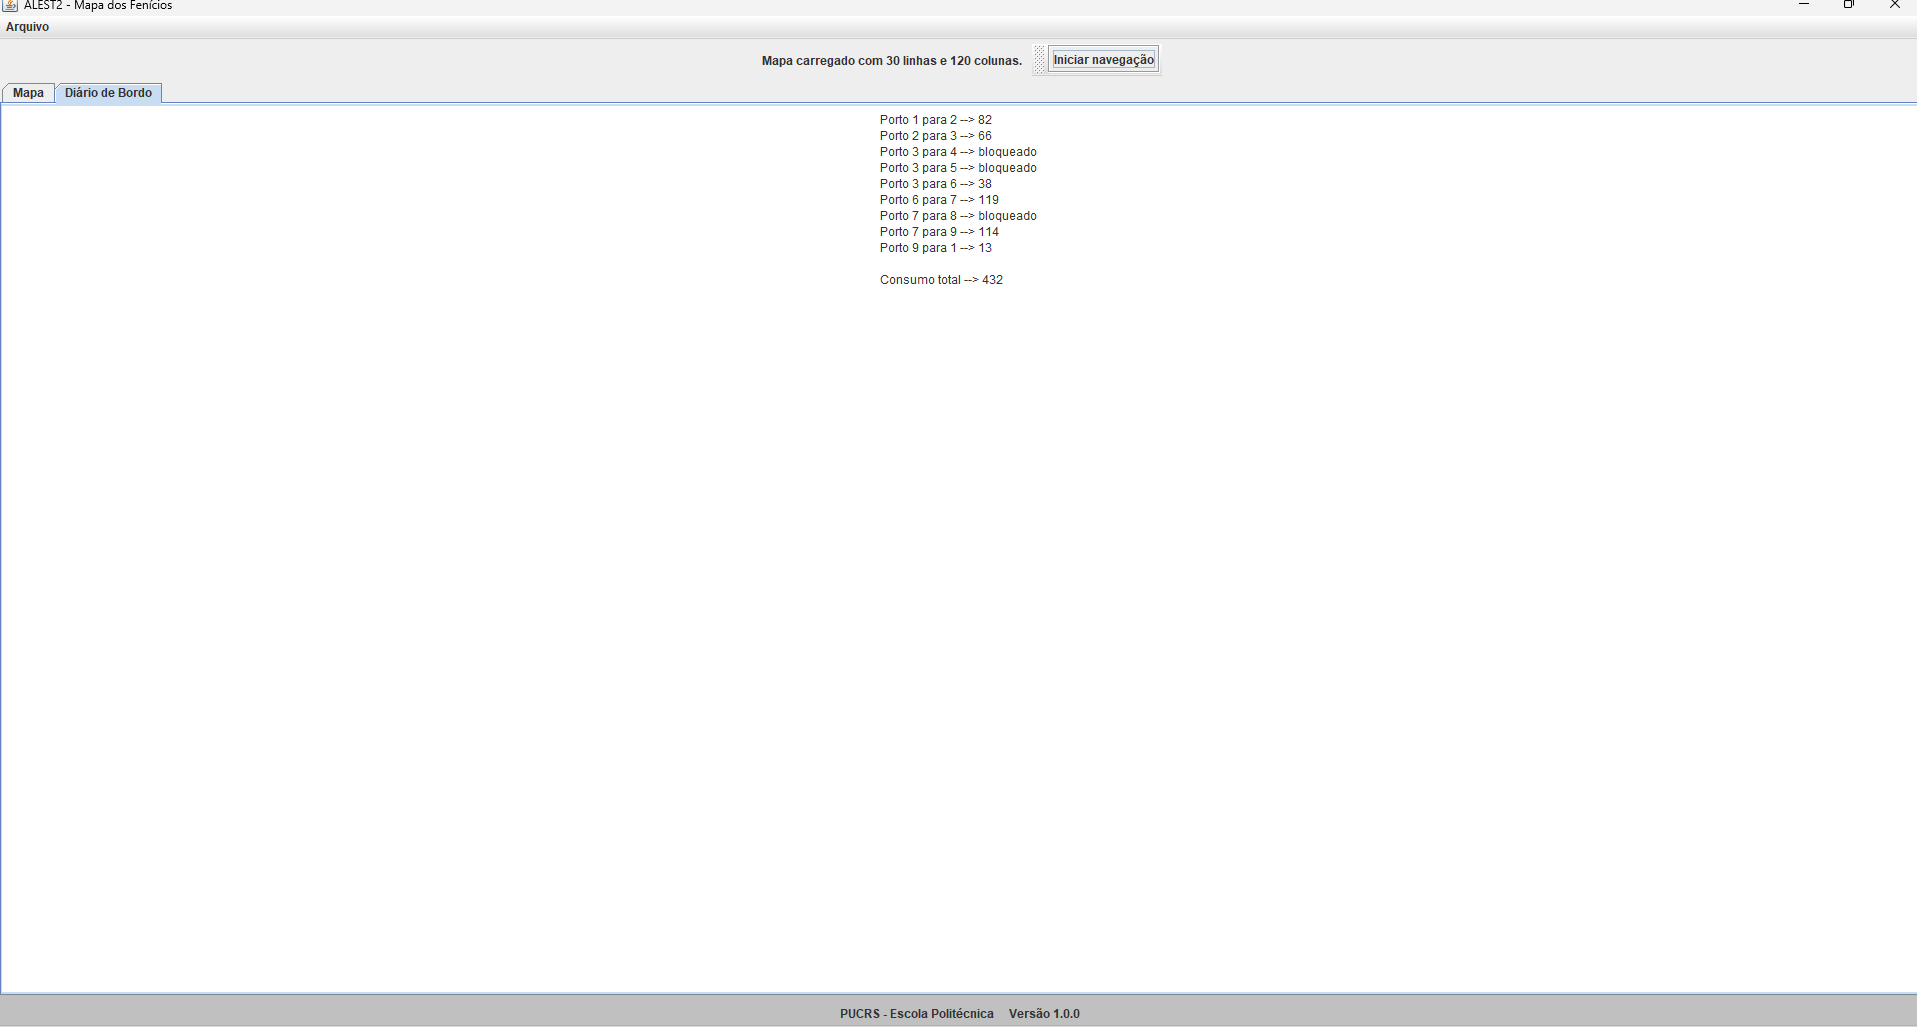 ALEST2 - Mapa dos Fenícios
Arquivo
Mapa carregado com 30 linhas e 120 colunas. Iniciar navegação
Mapa Diário de Bordo
Porto 1 para 2 --> 82
Porto 2 para 3 --> 66
Porto 3 para 4 --> bloqueado
Porto 3 para 5 --> bloqueado
Porto 3 para 6 --> 38
Porto 6 para 7 --> 119
Porto 7 para 8 --> bloqueado
Porto 7 para 9 --> 114
Porto 9 para 1 --> 13
Consumo total --> 432
PUCRS - Escola Politécnica Versão 1.0.0